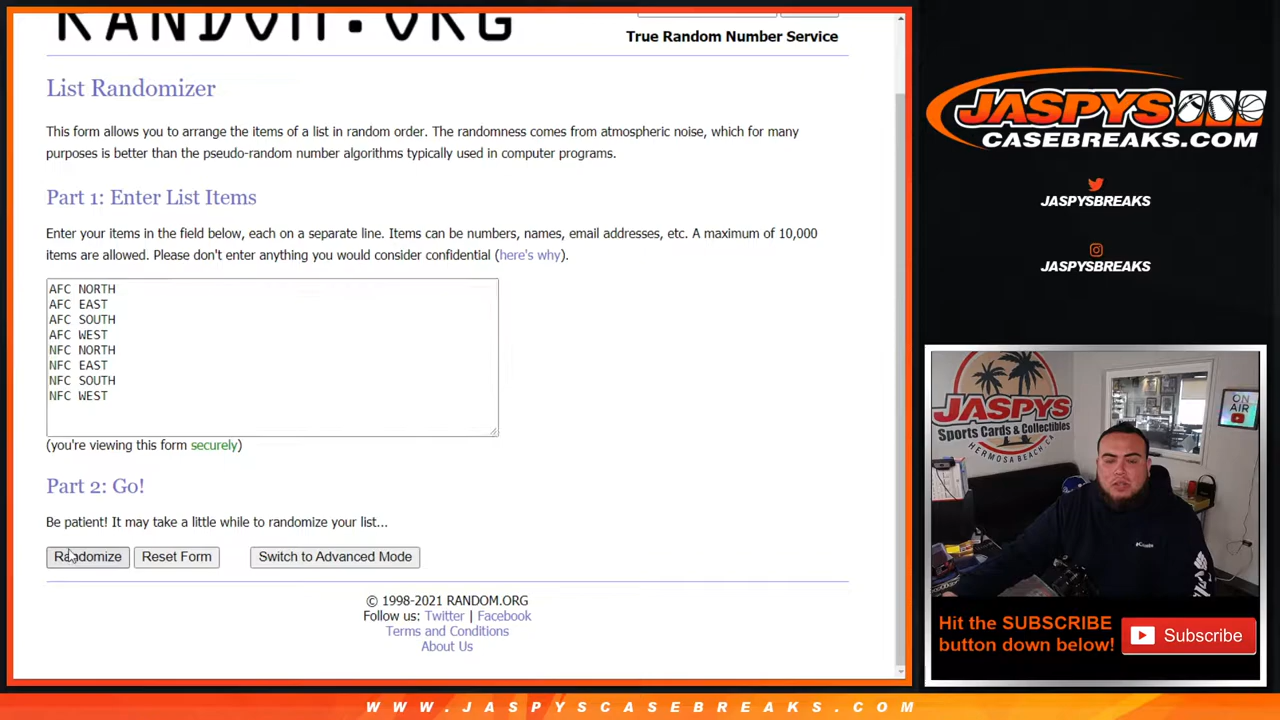 RANDOM.ORG
True Random Number Service
List Randomizer
This form allows you to arrange the items of a list in random order. The randomness comes from atmospheric noise, which for many
purposes is better than the pseudo-random number algorithms typically used in computer programs.
Part 1: Enter List Items
Enter your items in the field below, each on a separate line. Items can be numbers, names, email addresses, etc. A maximum of 10,000
items are allowed. Please don't enter anything you would consider confidential (here's why).
AFC NORTH
AFC EAST
AFC SOUTH
AFC WEST
NFC NORTH
NFC EAST
NFC SOUTH
NFC WEST
(you're viewing this form securely)
Part 2: Go!
Be patient! It may take a little while to randomize your list...
Randomize Reset Form Switch to Advanced Mode
© 1998-2021 RANDOM.ORG
Follow us: Twitter | Facebook
Terms and Conditions
About Us
JASPYS
CASEBREAKS.COM
JASPYSBREAKS
JASPYSBREAKS
JASPYS
Sports Cards & Collectibles
HERMOSA BEACH, CA
ON
AIR
Hit the SUBSCRIBE
button down below!
Subscribe
WWW.JASPYSCASEBREAKS.COM